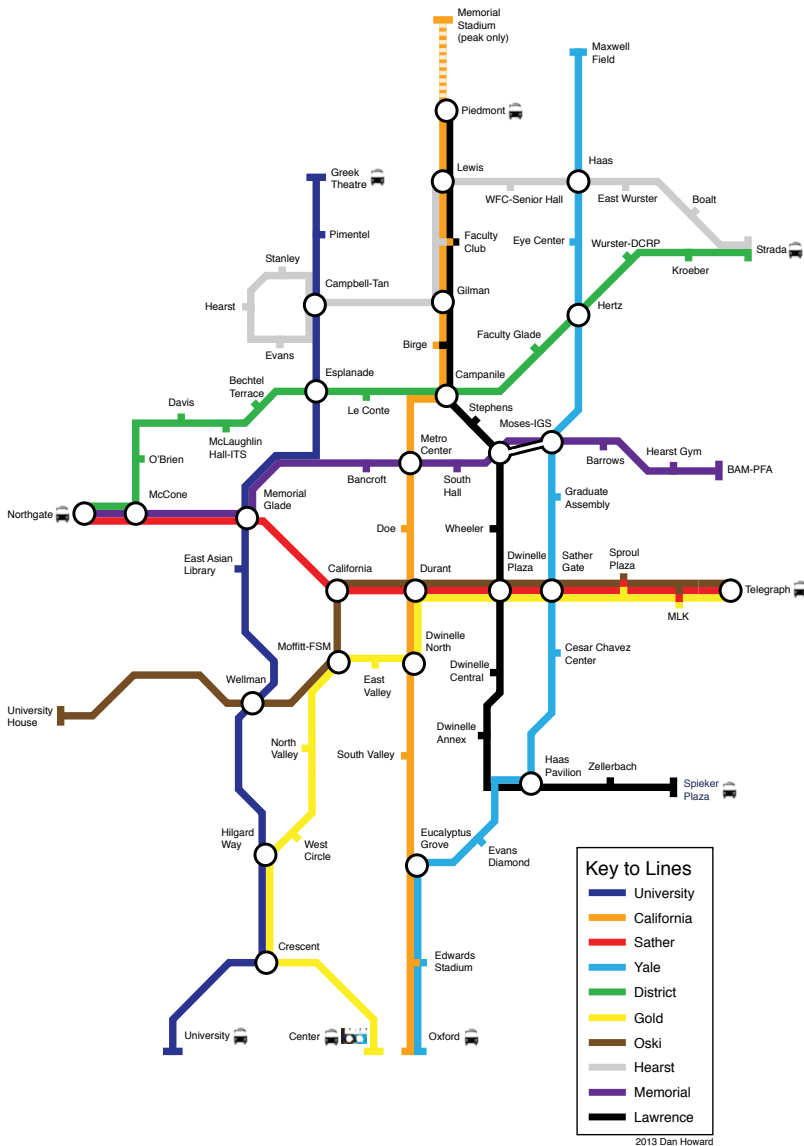 Memorial
Stadium
(peak only)
Maxwell
Field
Piedmont
Greek
Theatre
Lewis
Haas
WFC-Senior Hall
East Wurster
Boalt
Pimentel
Faculty
Club
Eye Center
Wurster-DCRP
Strada
Kroeber
Stanley
Campbell-Tan
Hearst
Evans
Gilman
Hertz
Birge
Faculty Glade
Esplanade
Campanile
Bechtel
Terrace
Le Conte
Davis
McLaughlin
Hall-ITS
Stephens
Moses-IGS
O'Brien
Metro
Center
Bancroft
South
Hall
Barrows
Hearst Gym
BAM-PFA
McCone
Memorial
Glade
Northgate
Graduate
Assembly
Doe
Wheeler
East Asian
Library
California
Durant
Dwinelle
Plaza
Sather
Gate
Sproul
Plaza
Telegraph
MLK
Moffitt-FSM
Dwinelle
North
East
Valley
Cesar Chavez
Center
Dwinelle
Central
Wellman
University
House
Dwinelle
Annex
North
Valley
South Valley
Haas
Pavilion
Zellerbach
Spieker
Plaza
Hilgard
Way
West
Circle
Eucalyptus
Grove
Evans
Diamond
Crescent
Edwards
Stadium
University
Center
Oxford
Key to Lines
University
California
Sather
Yale
District
Gold
Oski
Hearst
Memorial
Lawrence
2013 Dan Howard